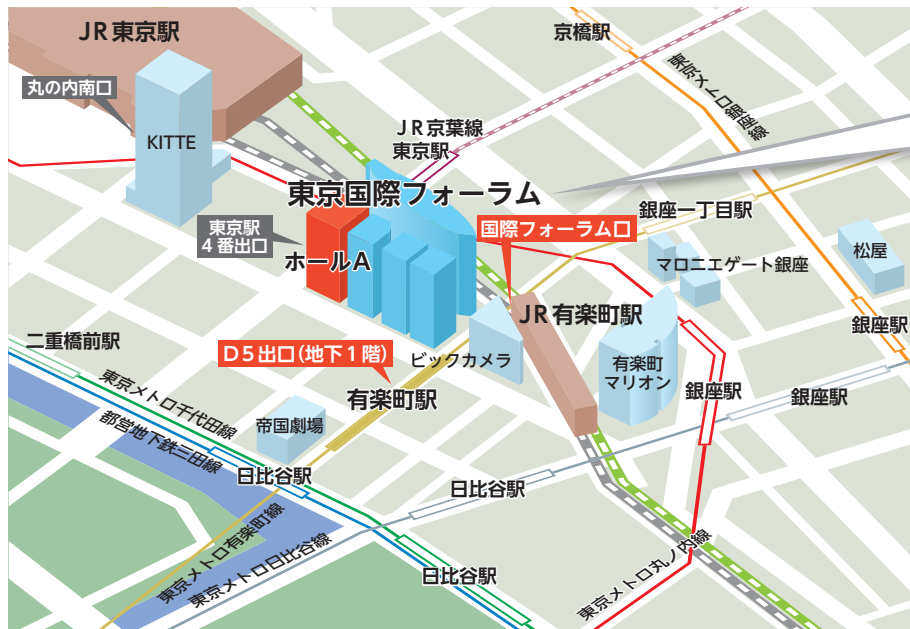 JR東京駅
京橋駅
丸の内南口
東京メトロ銀座線
KITTE
JR京葉線
東京駅
東京国際フォーラム
銀座一丁目駅
東京駅
4番出口
国際フォーラム口
ホールA
マロニエゲート銀座
松屋
JR有楽町駅
銀座駅
二重橋前駅
D5出口(地下1階)
ビックカメラ
有楽町
マリオン
有楽町駅
銀座駅
銀座駅
東京メトロ千代田線
帝国劇場
都営地下鉄三田線
日比谷駅
日比谷駅
東京メトロ有楽町線
東京メトロ日比谷線
日比谷駅
東京メトロ丸ノ内線